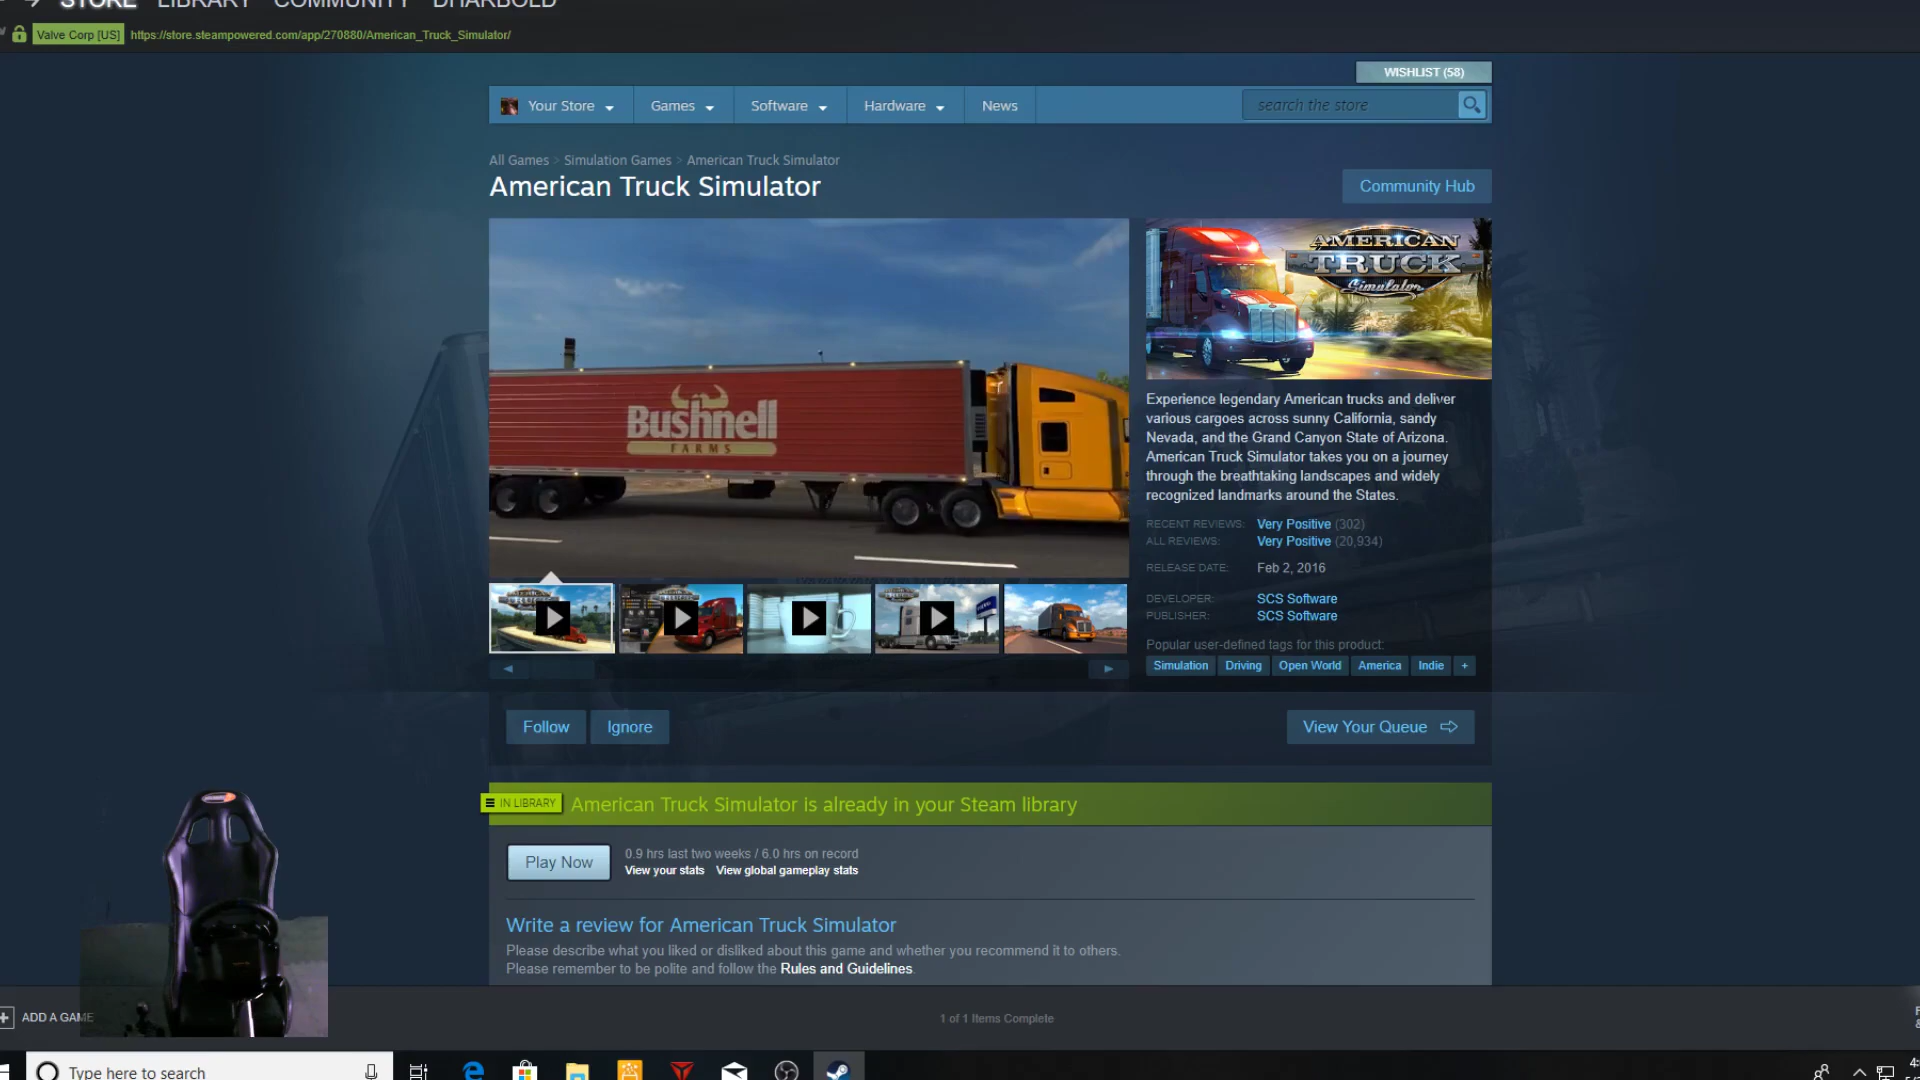 STORE LIBRARY COMMUNITY DHARBOLD
Valve Corp [US] https://store.steampowered.com/app/270880/American_Truck_Simulator/
WISHLIST (58)
Your Store Games Software Hardware News search the store
All Games > Simulation Games > American Truck Simulator
American Truck Simulator
Community Hub
Bushnell
FARMS
AMERICAN
TRUCK
Simulator
Experience legendary American trucks and deliver
various cargoes across sunny California, sandy
Nevada, and the Grand Canyon State of Arizona.
American Truck Simulator takes you on a journey
through the breathtaking landscapes and widely
recognized landmarks around the States.
RECENT REVIEWS: Very Positive (302)
ALL REVIEWS: Very Positive (20,934)
RELEASE DATE: Feb 2, 2016
DEVELOPER: SCS Software
PUBLISHER: SCS Software
Popular user-defined tags for this product:
Simulation Driving Open World America Indie +
Follow Ignore View Your Queue
IN LIBRARY American Truck Simulator is already in your Steam library
Play Now
0.9 hrs last two weeks / 6.0 hrs on record
View your stats View global gameplay stats
Write a review for American Truck Simulator
Please describe what you liked or disliked about this game and whether you recommend it to others.
Please remember to be polite and follow the Rules and Guidelines.
ADD A GAME
1 of 1 Items Complete
Type here to search